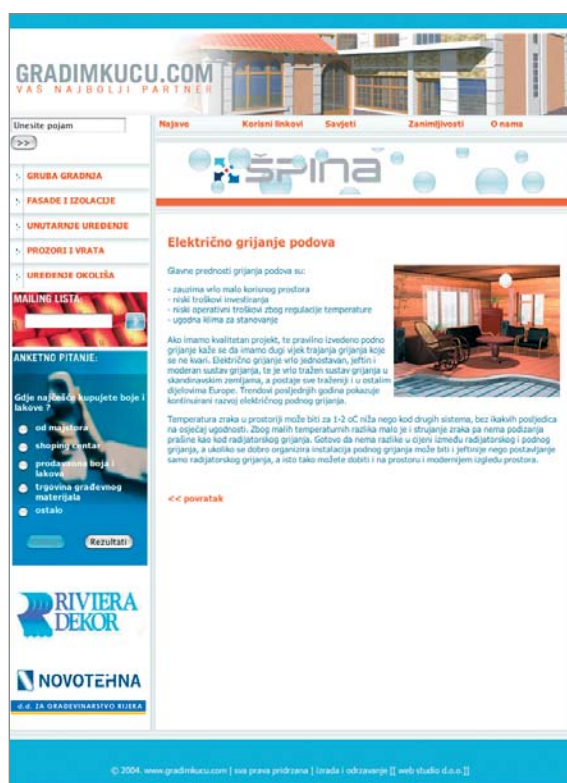 GRADIMKUCU.COM
VAŠ NAJBOLJI PARTNER
Unesite pojam
>>
Najave
Korisni linkovi
Savjeti
Zanimljivosti
O nama
ŠPINA
GRUBA GRADNJA
FASADE I IZOLACIJE
UNUTARNJE UREĐENJE
PROZORI I VRATA
UREĐENJE OKOLIŠA
MAILING LISTA:
ANKETNO PITANJE:
Gdje najčešće kupujete boje i
lakove ?
od majstora
shoping centar
prodavaona boja i
lakova
trgovina građevnog
materijala
ostalo
Rezultati
RIVIERA
DEKOR
NOVOTEHNA
d.d. ZA GRAĐEVINARSTVO RIJEKA
Električno grijanje podova
Glavne prednosti grijanja podova su:
- zauzima vrlo malo korisnog prostora
- niski troškovi investiranja
- niski operativni troškovi zbog regulacije temperature
- ugodna klima za stanovanje
Ako imamo kvalitetan projekt, te pravilno izvedeno podno
grijanje kaže se da imamo dugi vijek trajanja grijanja koje
se ne kvari. Električno grijanje vrlo jednostavan, jeftin i
moderan sustav grijanja, te je vrlo tražen sustav grijanja u
skandinavskim zemljama, a postaje sve traženiji i u ostalim
dijelovima Europe. Trendovi posljednjih godina pokazuje
kontinuirani razvoj električnog podnog grijanja.
Temperatura zraka u prostoriji može biti za 1-2 oC niža nego kod drugih sistema, bez ikakvih posljedica
na osjećaj ugodnosti. Zbog malih temperaturnih razlika malo je i strujanje zraka pa nema podizanja
prašine kao kod radijatorskog grijanja. Gotovo da nema razlike u cijeni između radijatorskog i podnog
grijanja, a ukoliko se dobro organizira instalacija podnog grijanja može biti i jeftinije nego postavljanje
samo radijatorskog grijanja, a isto tako možete dobiti i na prostoru i modernijem izgledu prostora.
<< povratak
© 2004. www.gradimkucu.com | sva prava pridrzana | izrada i odrzavanje [[ web studio d.o.o.]]